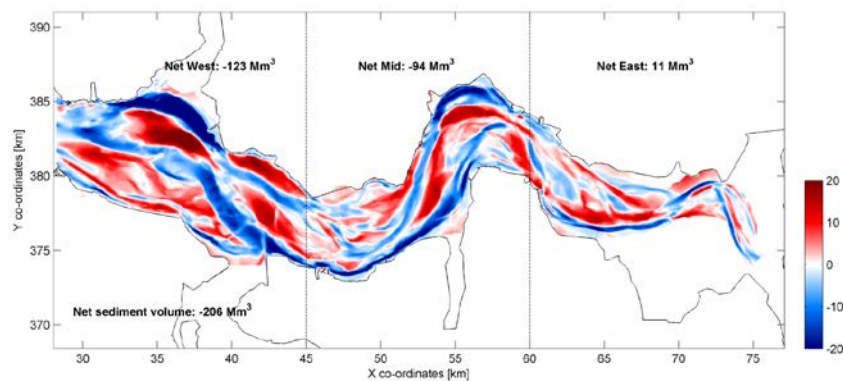 390
385
380
375
370
Y co-ordinates [km]
Net West: -123 Mm³
Net Mid: -94 Mm³
Net East: 11 Mm³
Net sediment volume: -206 Mm³
30 35 40 45 50 55 60 65 70 75
X co-ordinates [km]
20
10
0
-10
-20